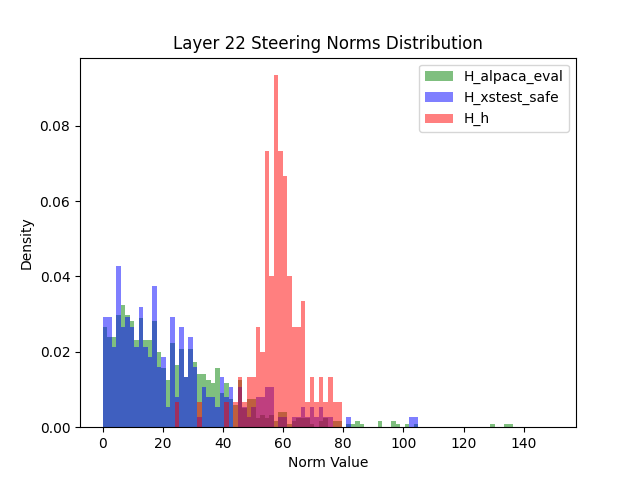 Layer 22 Steering Norms Distribution
H_alpaca_eval
H_xstest_safe
H_h
Density
0.08
0.06
0.04
0.02
0.00
0 20 40 60 80 100 120 140
Norm Value